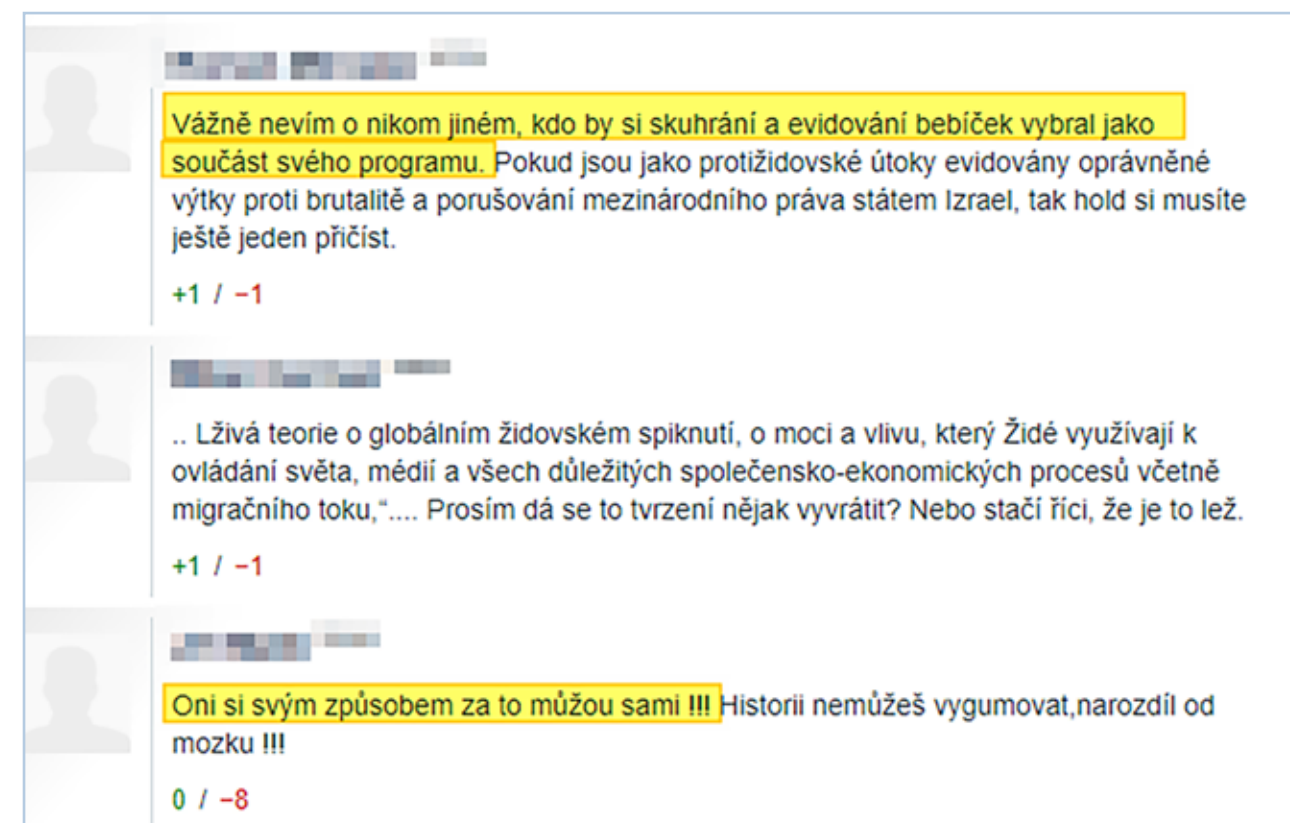 Vážně nevím o nikom jiném, kdo by si skuhrání a evidování bebíček vybral jako
součást svého programu. Pokud jsou jako protižidovské útoky evidovány oprávněné
výtky proti brutalitě a porušování mezinárodního práva státem Izrael, tak hold si musíte
ještě jeden přičíst.
+1 / −1
.. Lživá teorie o globálním židovském spiknutí, o moci a vlivu, který Židé využívají k
ovládání světa, médií a všech důležitých společensko-ekonomických procesů včetně
migračního toku,“.... Prosím dá se to tvrzení nějak vyvrátit? Nebo stačí říci, že je to lež.
+1 / −1
Oni si svým způsobem za to můžou sami !!! Historii nemůžeš vygumovat,narozdíl od
mozku !!!
0 / −8